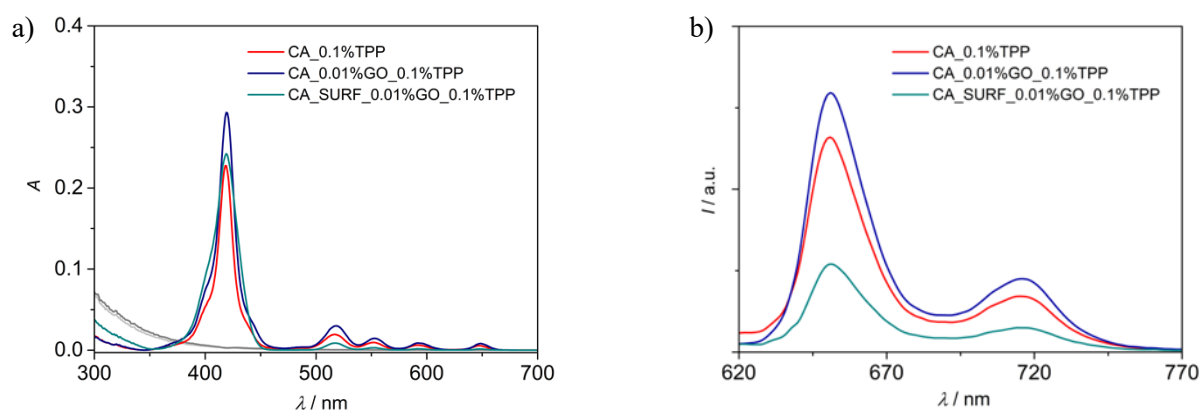 a)
0.4
0.3
0.2
0.1
0.0
A
300 400 500 600 700
λ / nm
CA_0.1%TPP
CA_0.01%GO_0.1%TPP
CA_SURF_0.01%GO_0.1%TPP
b)
I / a.u.
620 670 720 770
λ / nm
CA_0.1%TPP
CA_0.01%GO_0.1%TPP
CA_SURF_0.01%GO_0.1%TPP